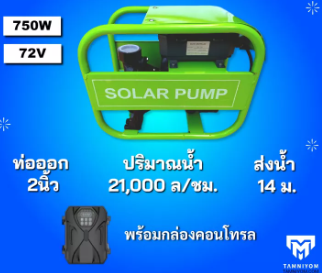 750W
72V
SOLAR PUMP
ท่อออก
2นิ้ว
ปริมาณน้ำ
21,000 ล/ชม.
ส่งน้ำ
14 ม.
พร้อมกล่องคอนโทรล
TANNIYOM